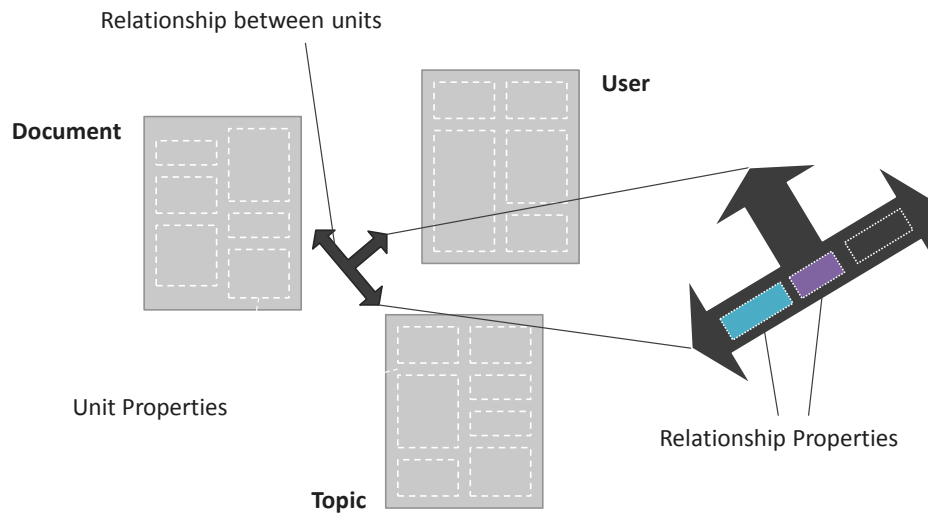 Relationship between units
User
Document
Unit Properties
Relationship Properties
Topic